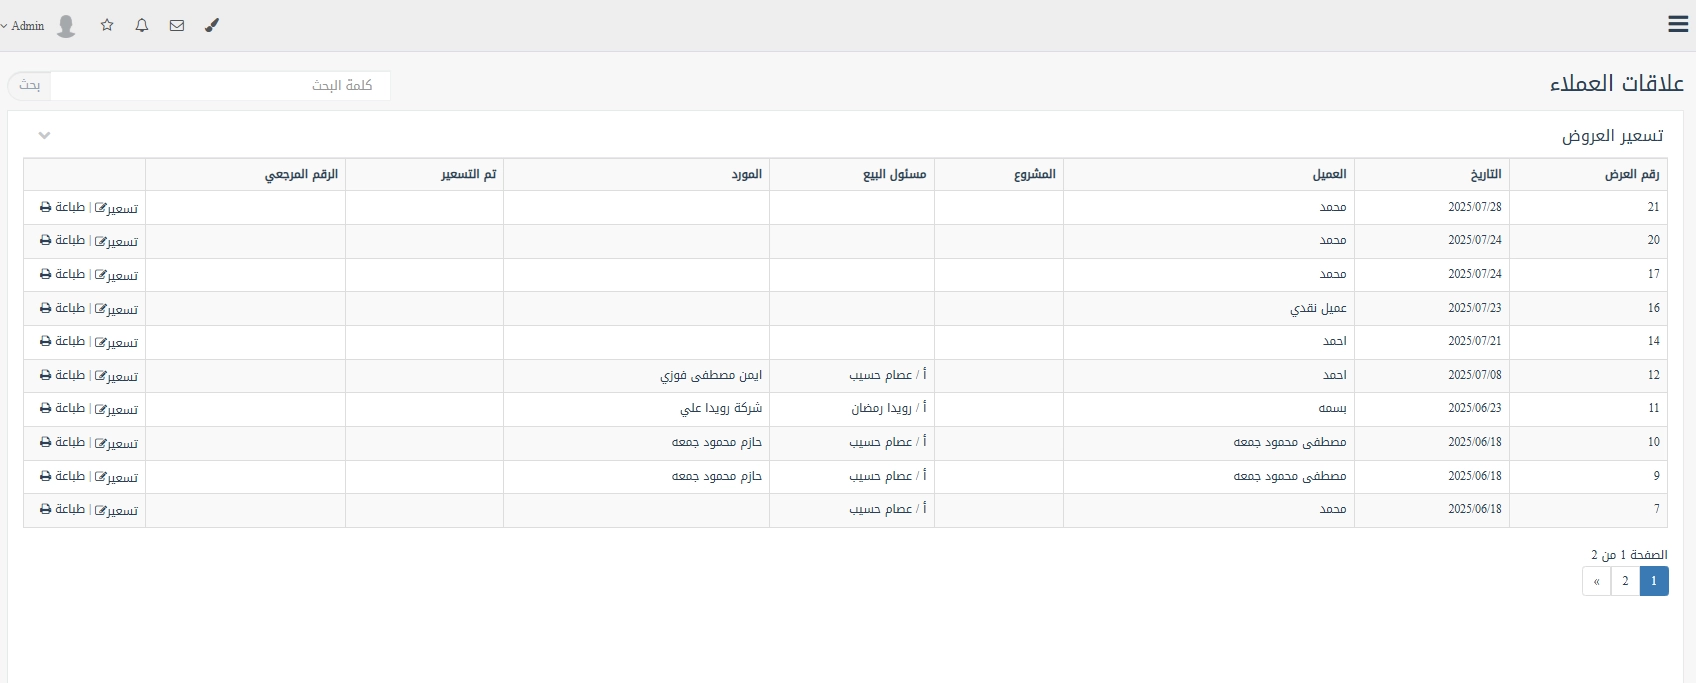 Admin
علاقات العملاء
كلمة البحث بحث
تسعير العروض
رقم العرض التاريخ العميل المشروع مسئول البيع المورد تم التسعير الرقم المرجعي
21 2025/07/28 محمد تسعير | طباعة
20 2025/07/24 محمد تسعير | طباعة
17 2025/07/24 محمد تسعير | طباعة
16 2025/07/23 عميل نقدي تسعير | طباعة
14 2025/07/21 احمد تسعير | طباعة
12 2025/07/08 احمد أ / عصام حسيب ايمن مصطفى فوزي تسعير | طباعة
11 2025/06/23 بسمه أ / رويدا رمضان شركة رويدا علي تسعير | طباعة
10 2025/06/18 مصطفى محمود جمعه أ / عصام حسيب حازم محمود جمعه تسعير | طباعة
9 2025/06/18 مصطفى محمود جمعه أ / عصام حسيب حازم محمود جمعه تسعير | طباعة
7 2025/06/18 محمد أ / عصام حسيب تسعير | طباعة
الصفحة 1 من 2
1 2 »